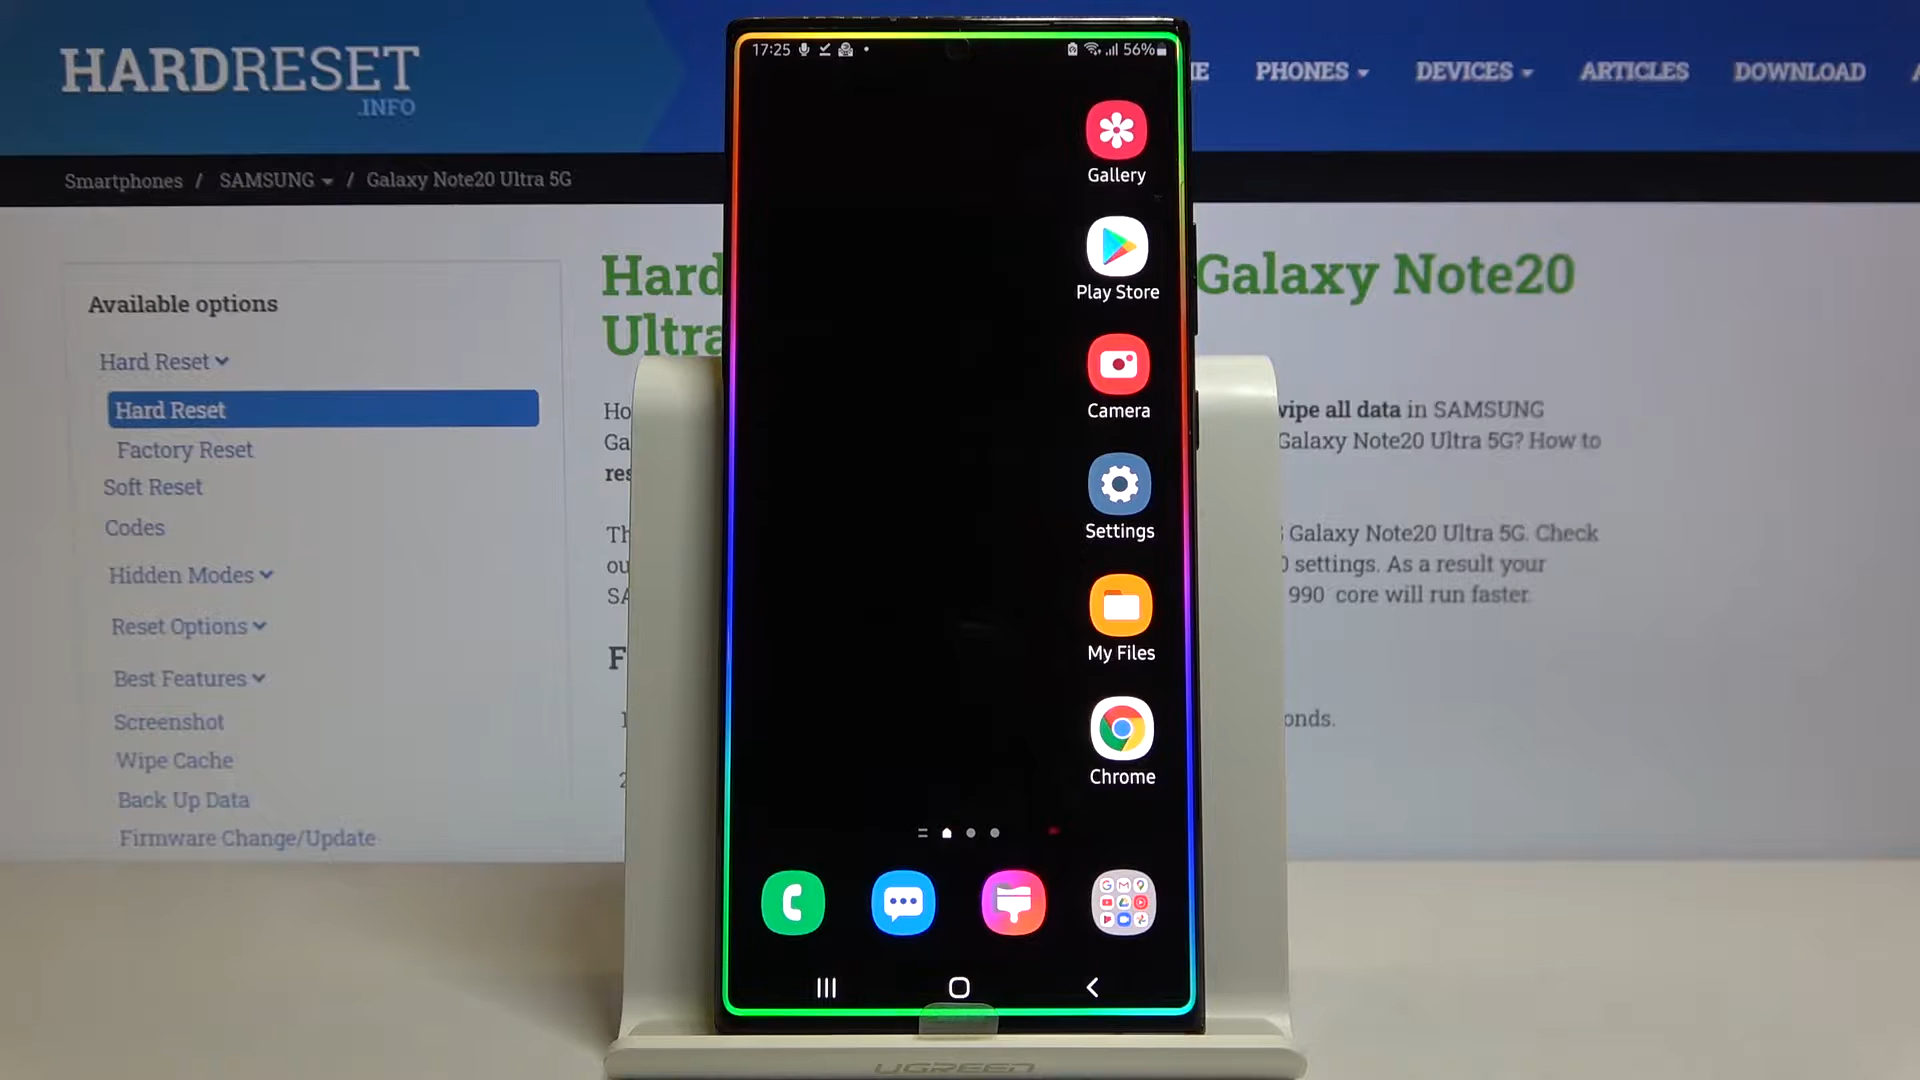 HARDRESET
.INFO
PHONES
DEVICES
ARTICLES
DOWNLOAD
Smartphones / SAMSUNG / Galaxy Note20 Ultra 5G
Available options
Hard Reset
Hard Reset
Factory Reset
Soft Reset
Codes
Hidden Modes
Reset Options
Best Features
Screenshot
Wipe Cache
Back Up Data
Firmware Change/Update
Hard Galaxy Note20
Ultra
wipe all data in SAMSUNG
Galaxy Note20 Ultra 5G? How to
Galaxy Note20 Ultra 5G. Check
settings. As a result your
990 core will run faster.
17:25
56%
Gallery
Play Store
Camera
Settings
My Files
Chrome
UGREEN